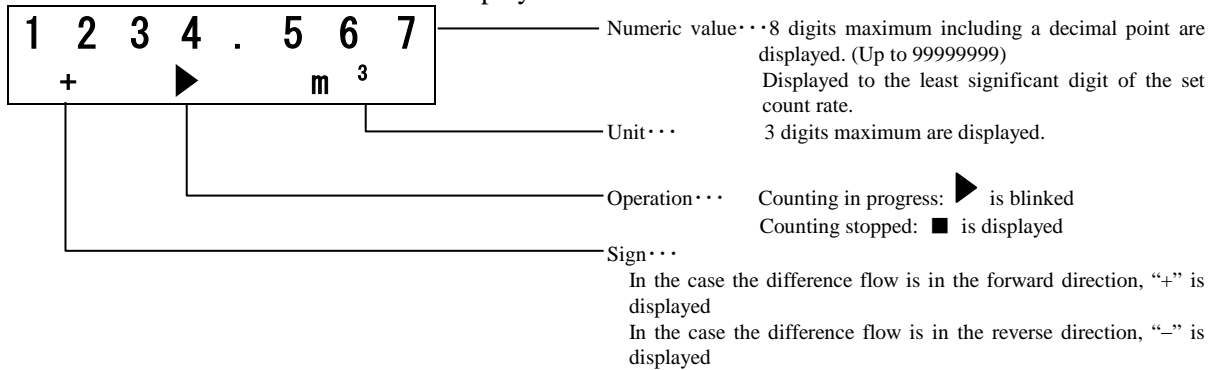 1 2 3 4 . 5 6 7
+ ▶ m ³
Numeric value･･･8 digits maximum including a decimal point are
displayed. (Up to 99999999)
Displayed to the least significant digit of the set
count rate.
Unit･･･ 3 digits maximum are displayed.
Operation･･･ Counting in progress: ▶ is blinked
Counting stopped: ■ is displayed
Sign･･･
In the case the difference flow is in the forward direction, “+” is
displayed
In the case the difference flow is in the reverse direction, “–” is
displayed